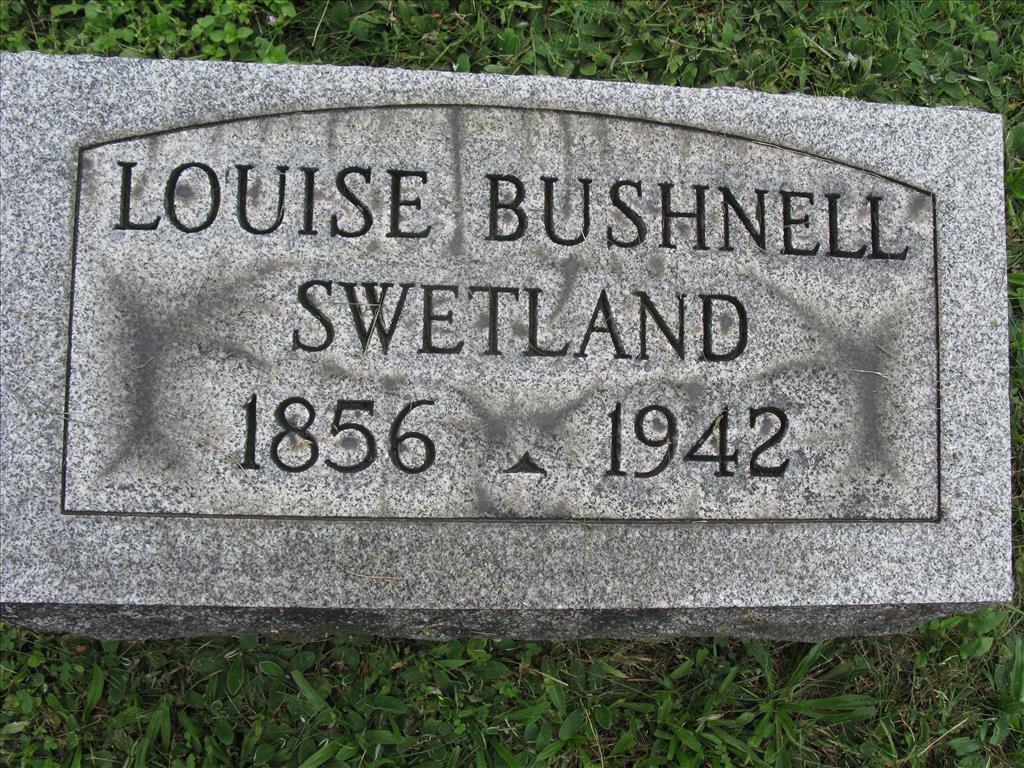 LOUISE BUSHNELL
SWETLAND
1856 ▲ 1942